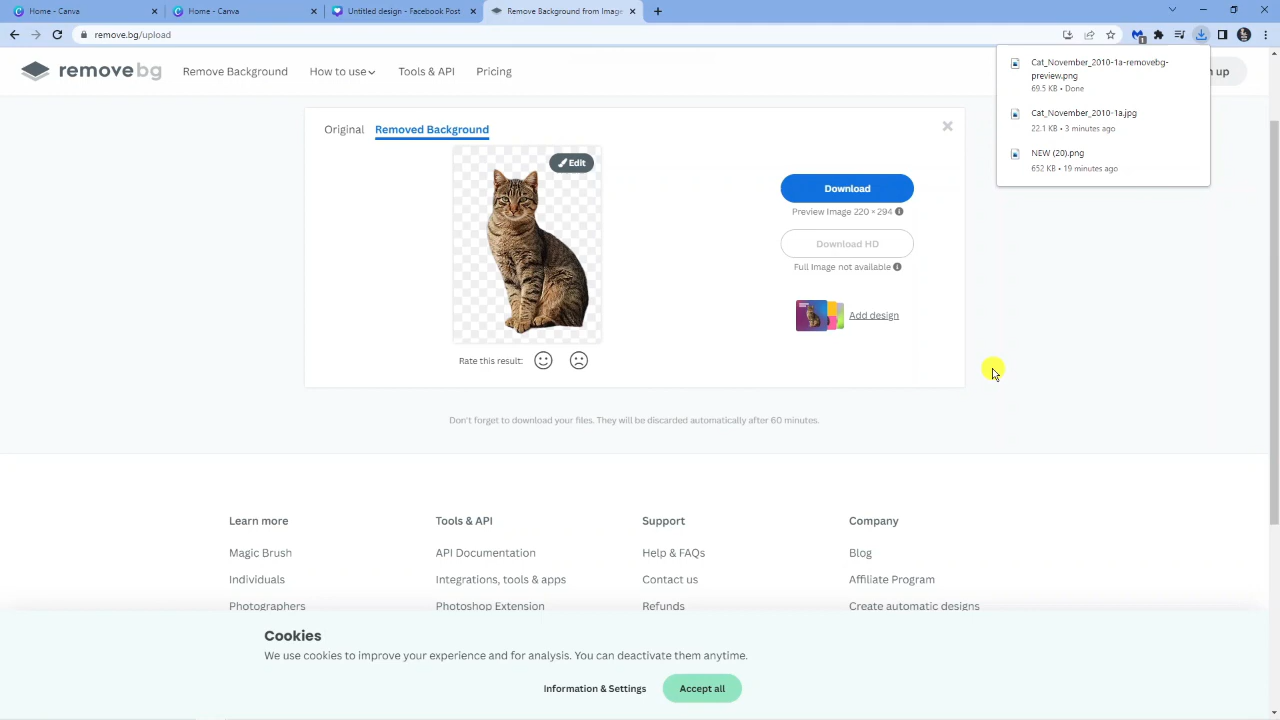 Home - Canva
Home - Canva
Untitled design - Facebook Post
Remove Background from Image
remove.bg/upload
1
removebg
Remove Background
How to use
Tools & API
Pricing
n up
Cat_November_2010-1a-removebg-
preview.png
69.5 KB • Done
Cat_November_2010-1a.jpg
22.1 KB • 3 minutes ago
NEW (20).png
652 KB • 19 minutes ago
Original
Removed Background
Edit
Download
Preview Image 220 × 294
Download HD
Full Image not available
Add design
Rate this result:
Don't forget to download your files. They will be discarded automatically after 60 minutes.
Learn more
Tools & API
Support
Company
Magic Brush
API Documentation
Help & FAQs
Blog
Individuals
Integrations, tools & apps
Contact us
Affiliate Program
Photographers
Photoshop Extension
Refunds
Create automatic designs
Cookies
We use cookies to improve your experience and for analysis. You can deactivate them anytime.
Information & Settings
Accept all